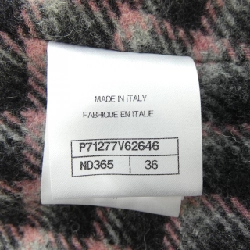 MADE IN ITALY
FABRIQUE EN ITALIE
P71277V62646
ND365 36